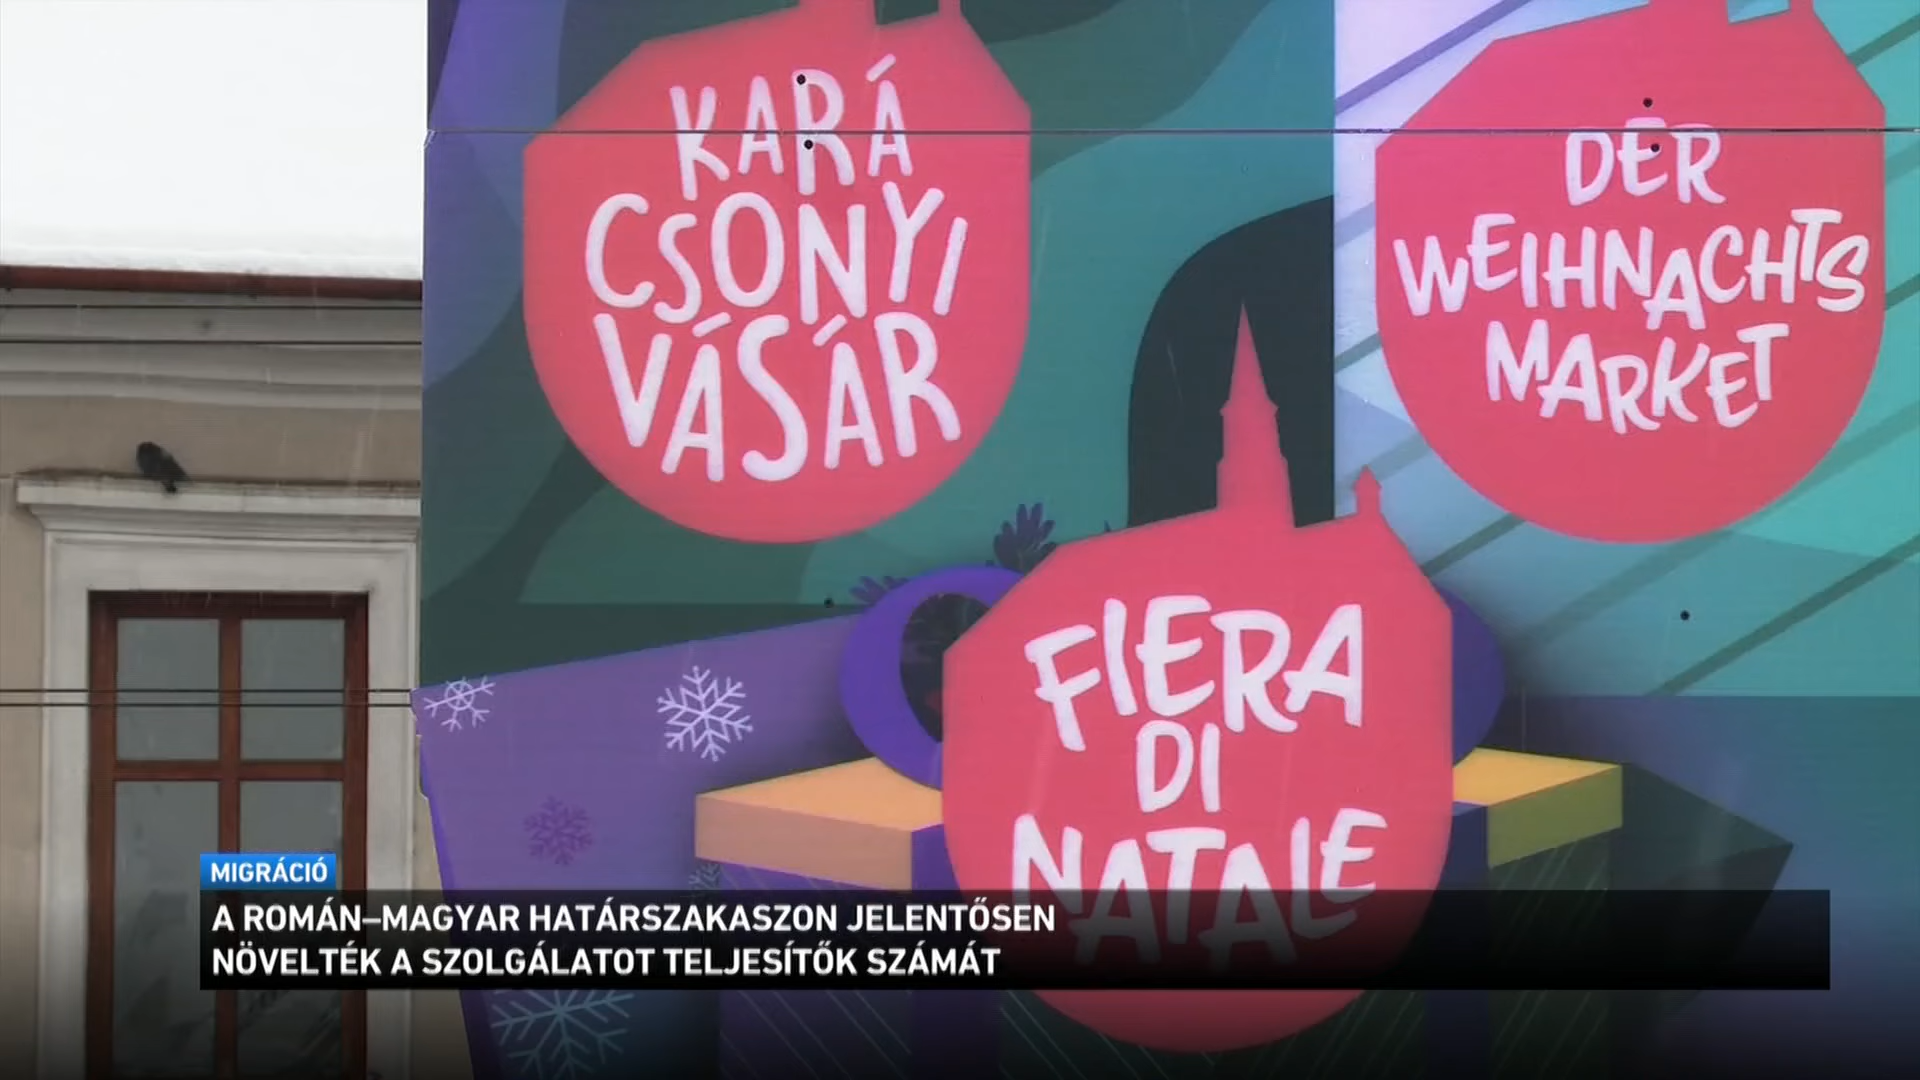 KARÁ
CSONYI
VÁSÁR
DER
WEIHNACHTS
MARKET
FIERA
DI
NATALE
MIGRÁCIÓ
A ROMÁN–MAGYAR HATÁRSZAKASZON JELENTŐSEN
NÖVELTÉK A SZOLGÁLATOT TELJESÍTŐK SZÁMÁT